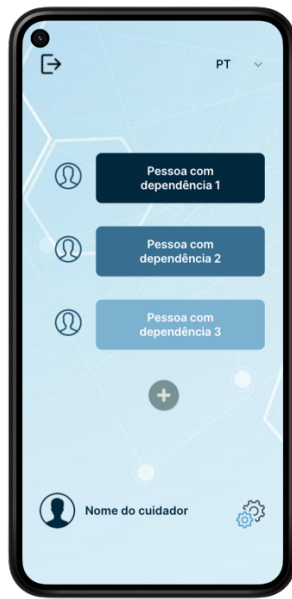 PT
Pessoa com
dependência 1
Pessoa com
dependência 2
Pessoa com
dependência 3
Nome do cuidador